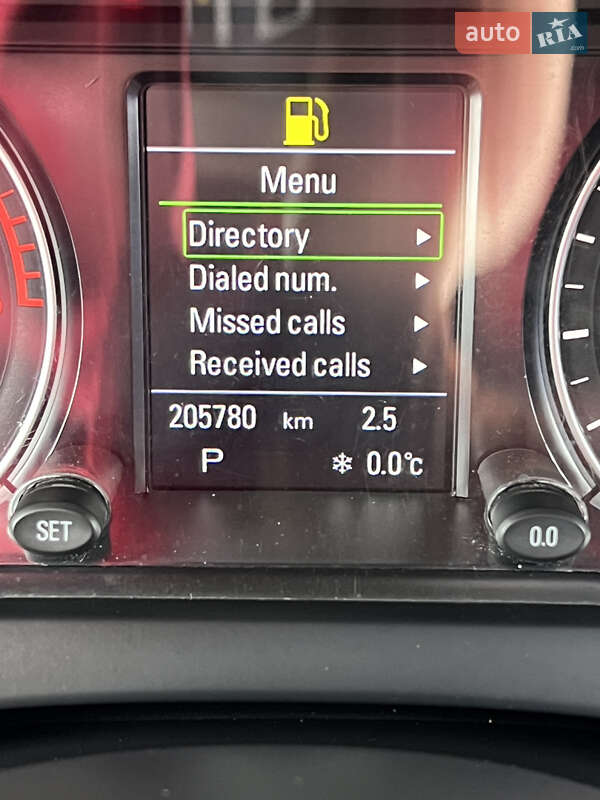 auto RIA .com
Menu
Directory
Dialed num.
Missed calls
Received calls
205780 km 2.5
P 0.0°C
SET
0.0